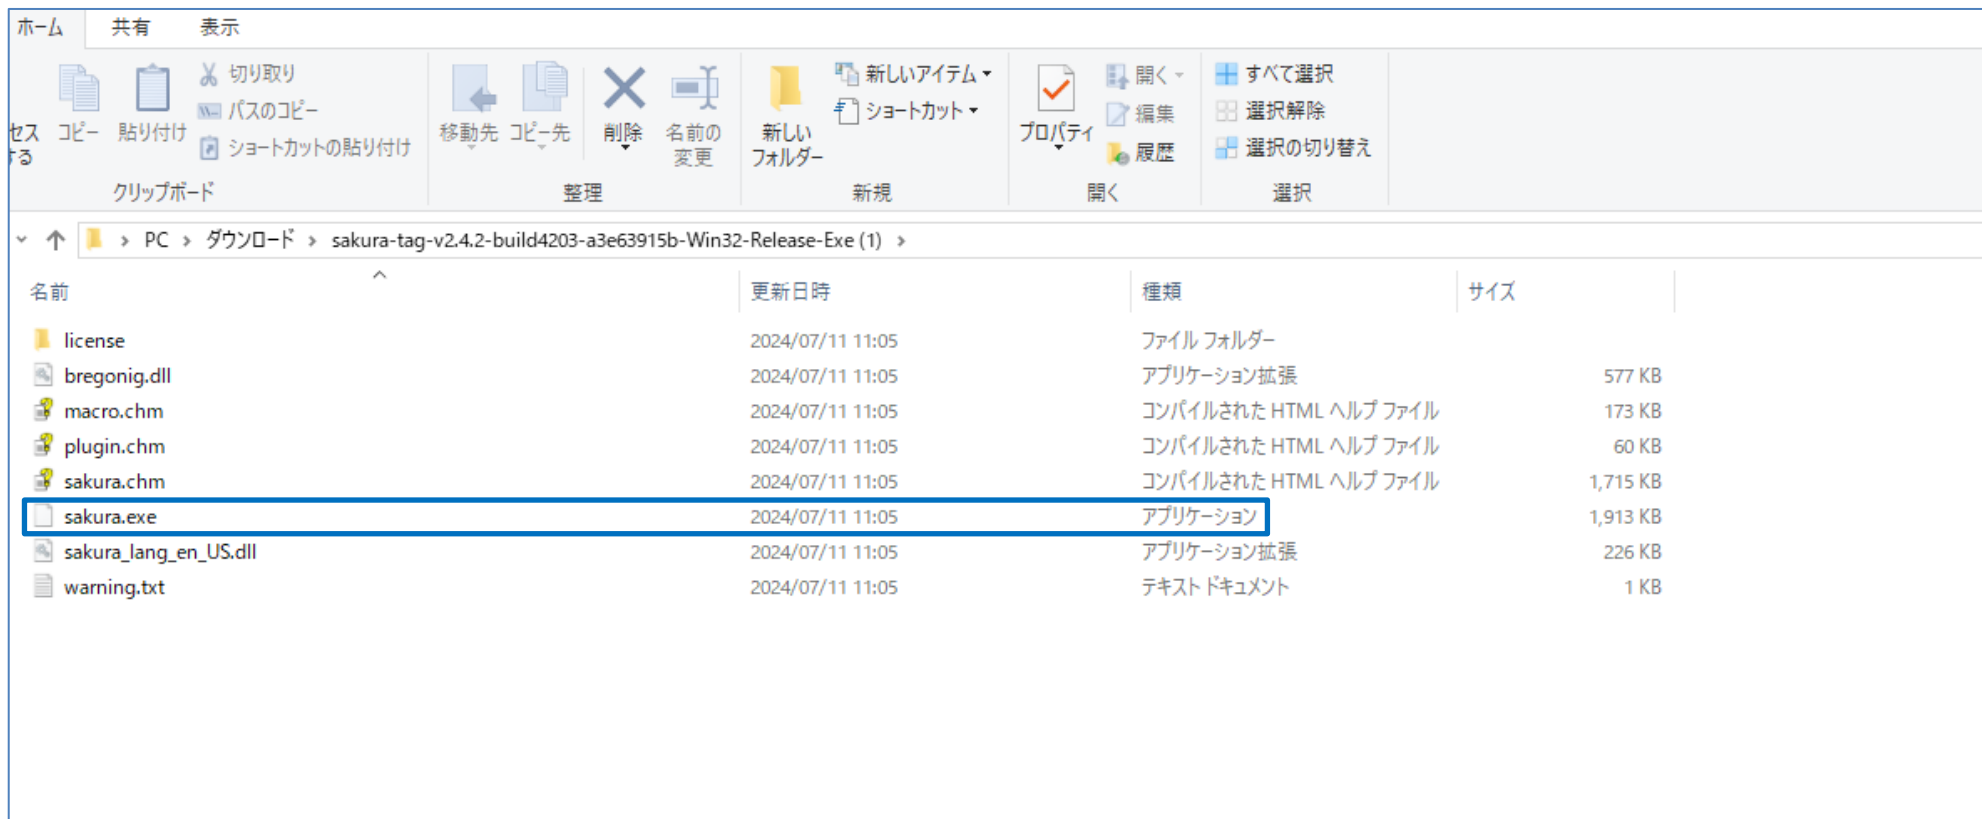 ホーム 共有 表示
切り取り
パスのコピー
ショートカットの貼り付け
セス
する
コピー
貼り付け
クリップボード
移動先
コピー先
削除
名前の
変更
整理
新しい
フォルダー
新しいアイテム
ショートカット
新規
プロパティ
開く
編集
履歴
開く
すべて選択
選択解除
選択の切り替え
選択
PC ダウンロード sakura-tag-v2.4.2-build4203-a3e63915b-Win32-Release-Exe (1)
名前 更新日時 種類 サイズ
license 2024/07/11 11:05 ファイル フォルダー
bregonig.dll 2024/07/11 11:05 アプリケーション拡張 577 KB
macro.chm 2024/07/11 11:05 コンパイルされた HTML ヘルプ ファイル 173 KB
plugin.chm 2024/07/11 11:05 コンパイルされた HTML ヘルプ ファイル 60 KB
sakura.chm 2024/07/11 11:05 コンパイルされた HTML ヘルプ ファイル 1,715 KB
sakura.exe 2024/07/11 11:05 アプリケーション 1,913 KB
sakura_lang_en_US.dll 2024/07/11 11:05 アプリケーション拡張 226 KB
warning.txt 2024/07/11 11:05 テキスト ドキュメント 1 KB